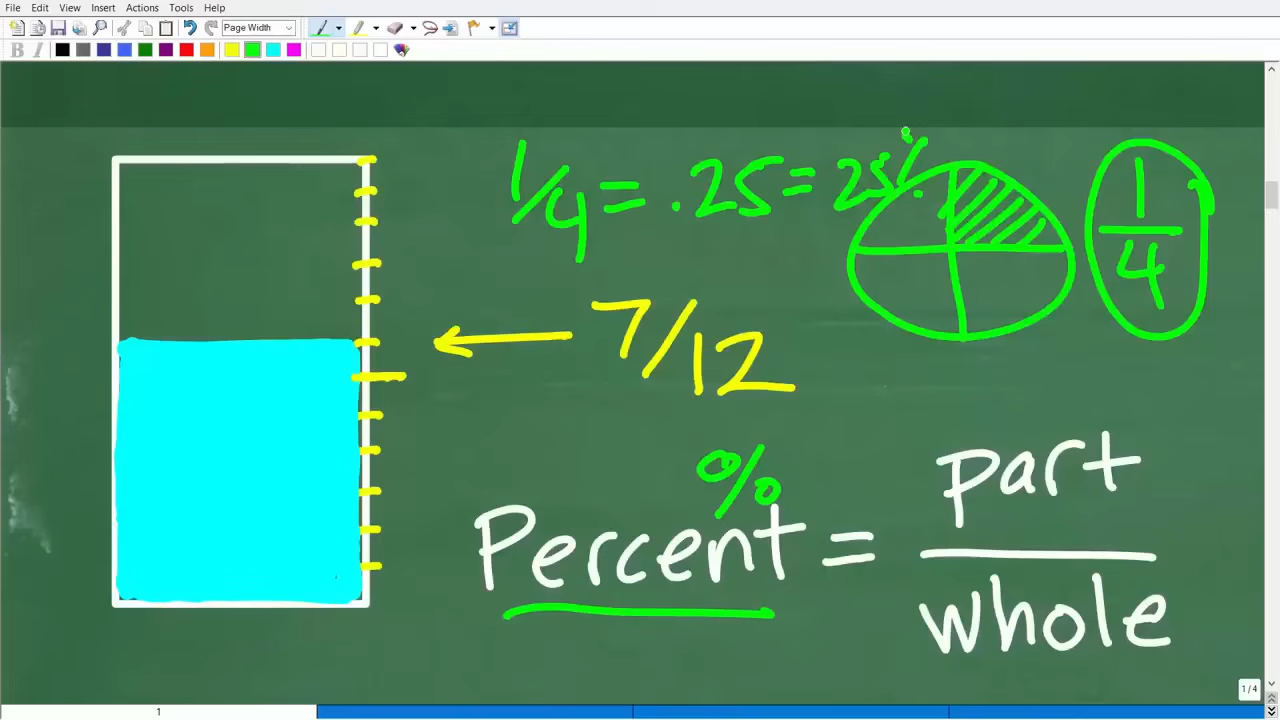 File Edit View Insert Actions Tools Help
Page Width
B I
1/4 = .25 = 25%
1
4
7/12
%
Percent = part
whole
1/4
1